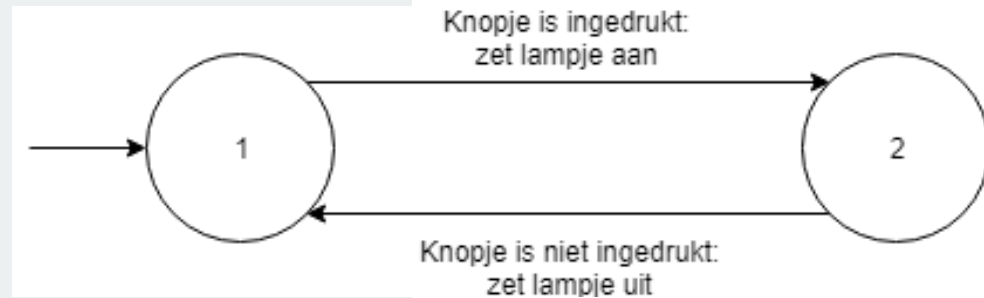 Knopje is ingedrukt:
zet lampje aan
1
2
Knopje is niet ingedrukt:
zet lampje uit